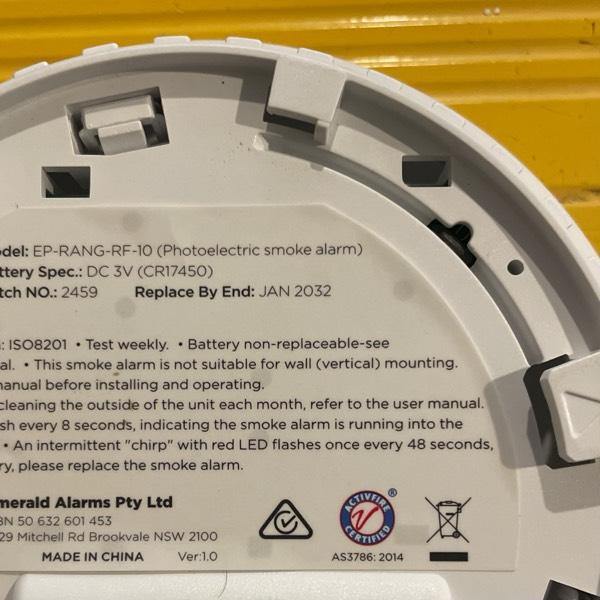 odel: EP-RANG-RF-10 (Photoelectric smoke alarm)
ttery Spec.: DC 3V (CR17450)
tch NO.: 2459 Replace By End: JAN 2032
: ISO8201 • Test weekly. • Battery non-replaceable-see
al. • This smoke alarm is not suitable for wall (vertical) mounting.
manual before installing and operating.
cleaning the outside of the unit each month, refer to the user manual.
sh every 8 seconds, indicating the smoke alarm is running into the
• An intermittent "chirp" with red LED flashes once every 48 seconds,
ry, please replace the smoke alarm.
merald Alarms Pty Ltd
BN 50 632 601 453
29 Mitchell Rd Brookvale NSW 2100
MADE IN CHINA Ver:1.0
ACTIVFIRE ®
CERTIFIED
AS3786: 2014